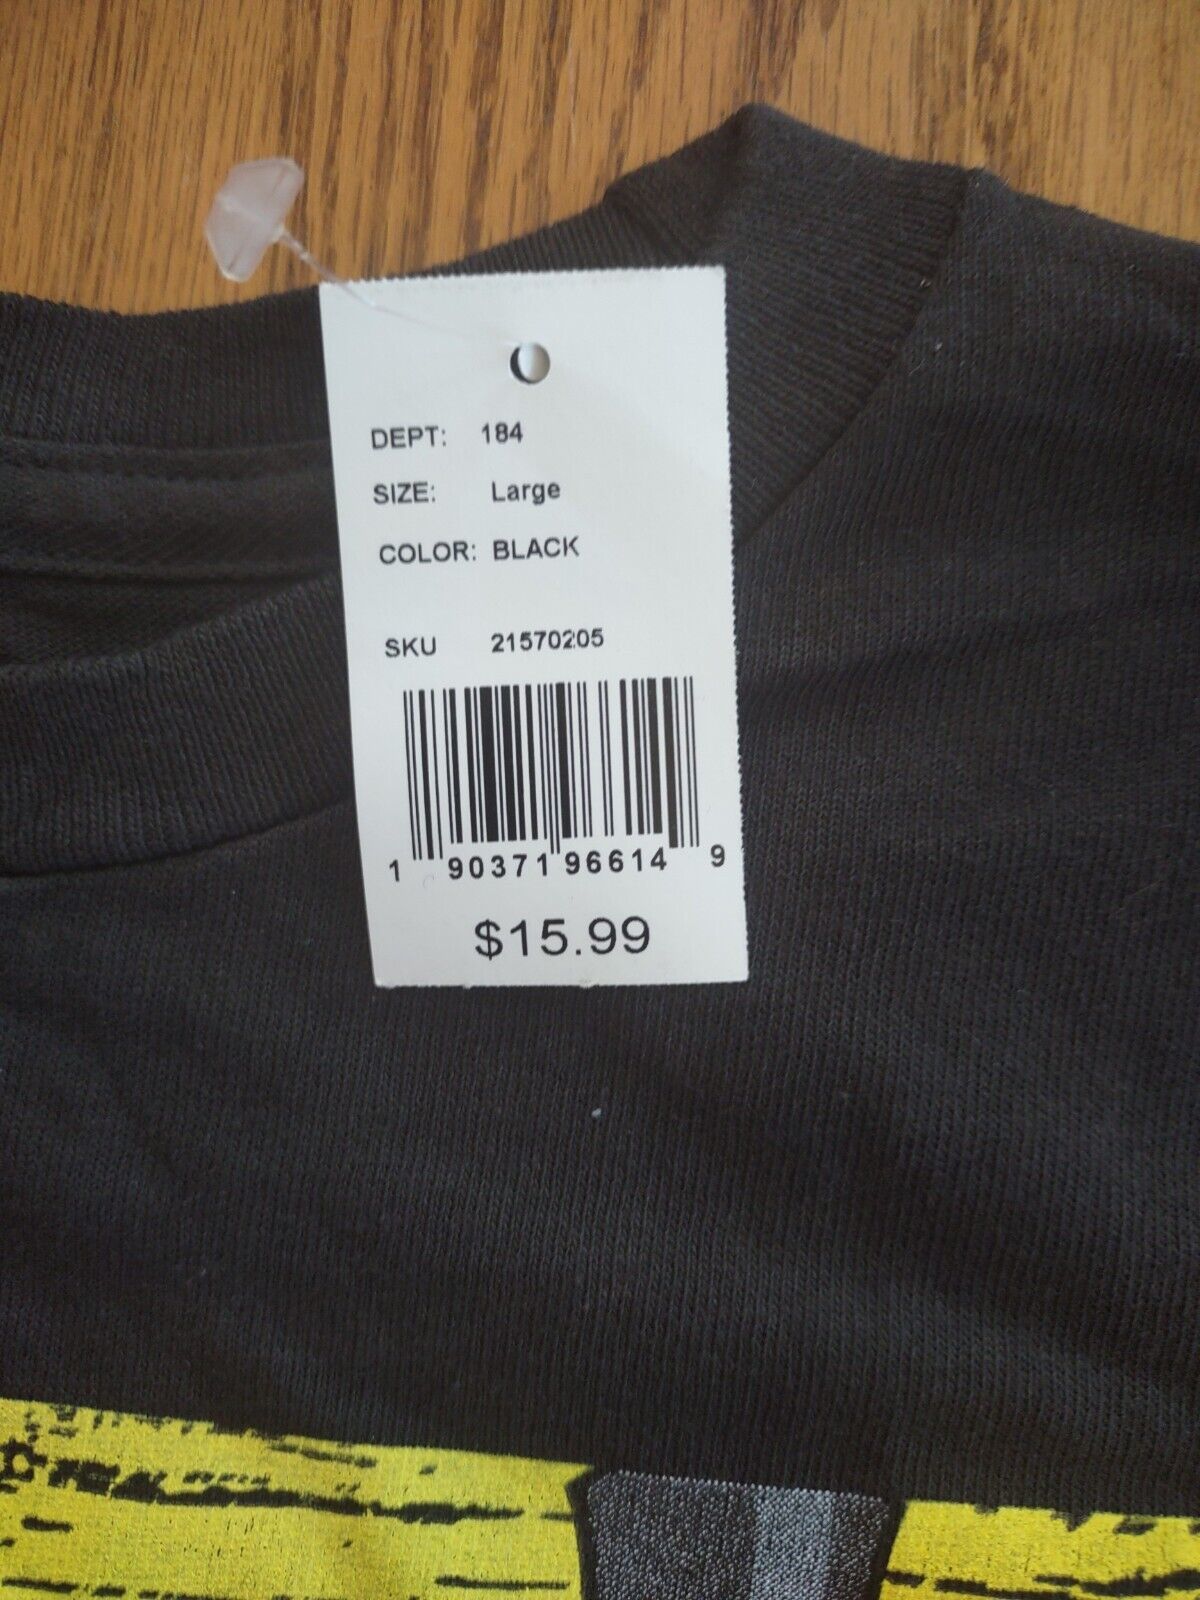 DEPT: 184
SIZE: Large
COLOR: BLACK
SKU 21570205
1 90371 96614 9
$15.99